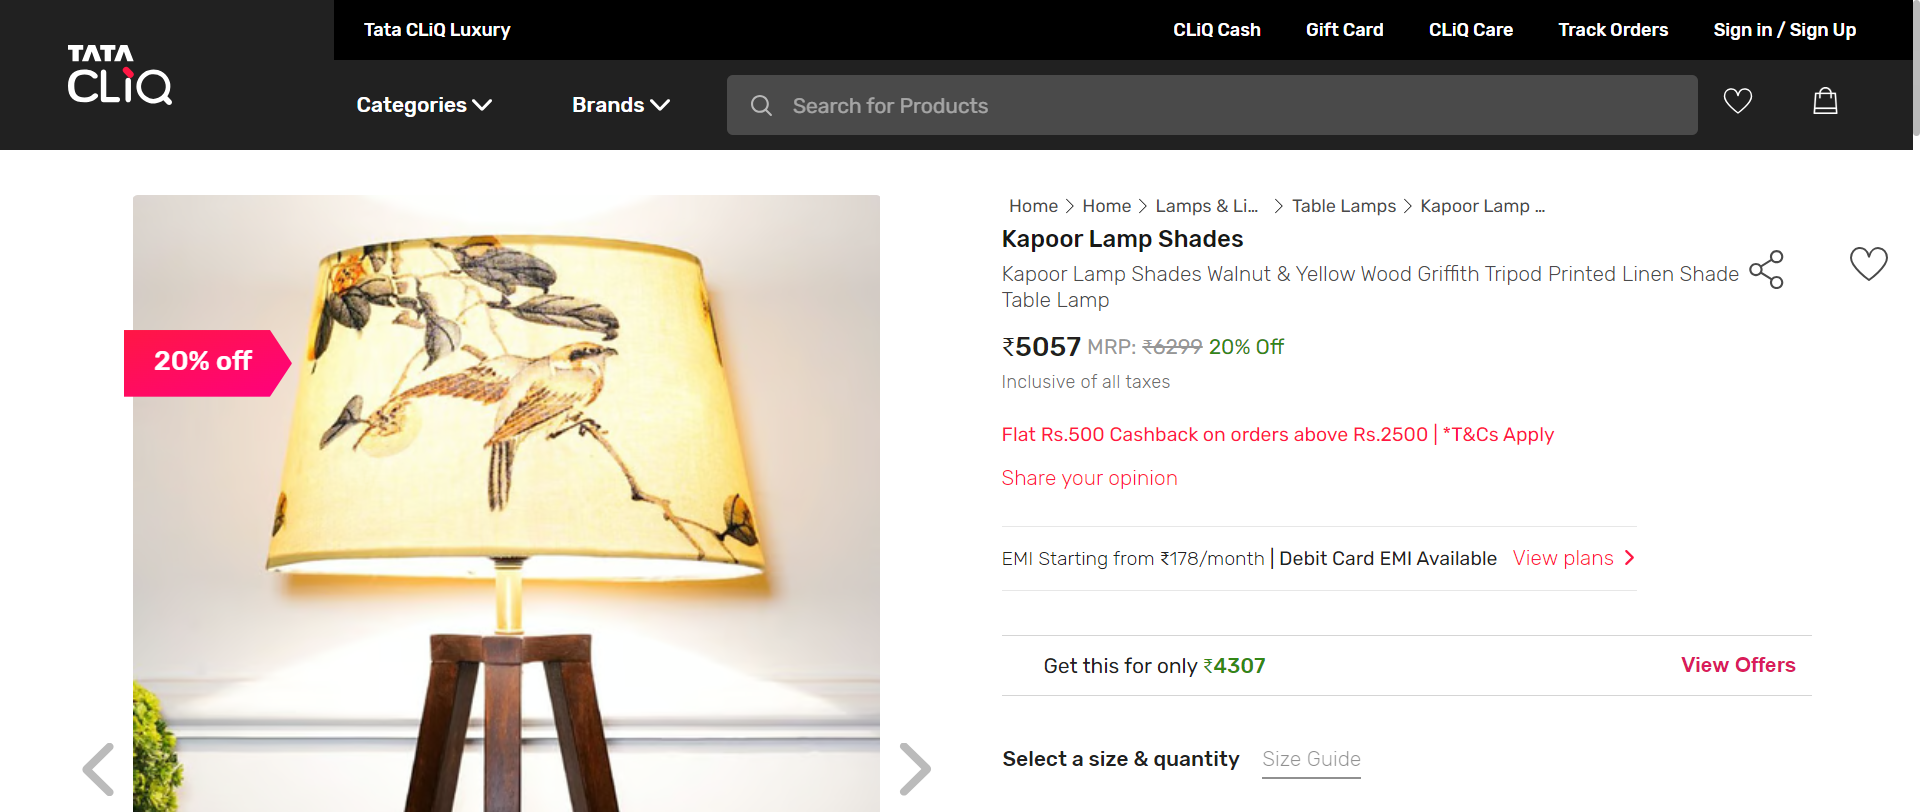 TATA
CLiQ
Tata CLiQ Luxury
CLiQ Cash
Gift Card
CLiQ Care
Track Orders
Sign in / Sign Up
Categories
Brands
Search for Products
20% off
Home > Home > Lamps & Li... > Table Lamps > Kapoor Lamp ...
Kapoor Lamp Shades
Kapoor Lamp Shades Walnut & Yellow Wood Griffith Tripod Printed Linen Shade
Table Lamp
₹5057 MRP: ₹6299 20% Off
Inclusive of all taxes
Flat Rs.500 Cashback on orders above Rs.2500 | *T&Cs Apply
Share your opinion
EMI Starting from ₹178/month | Debit Card EMI Available View plans
Get this for only ₹4307
View Offers
Select a size & quantity Size Guide